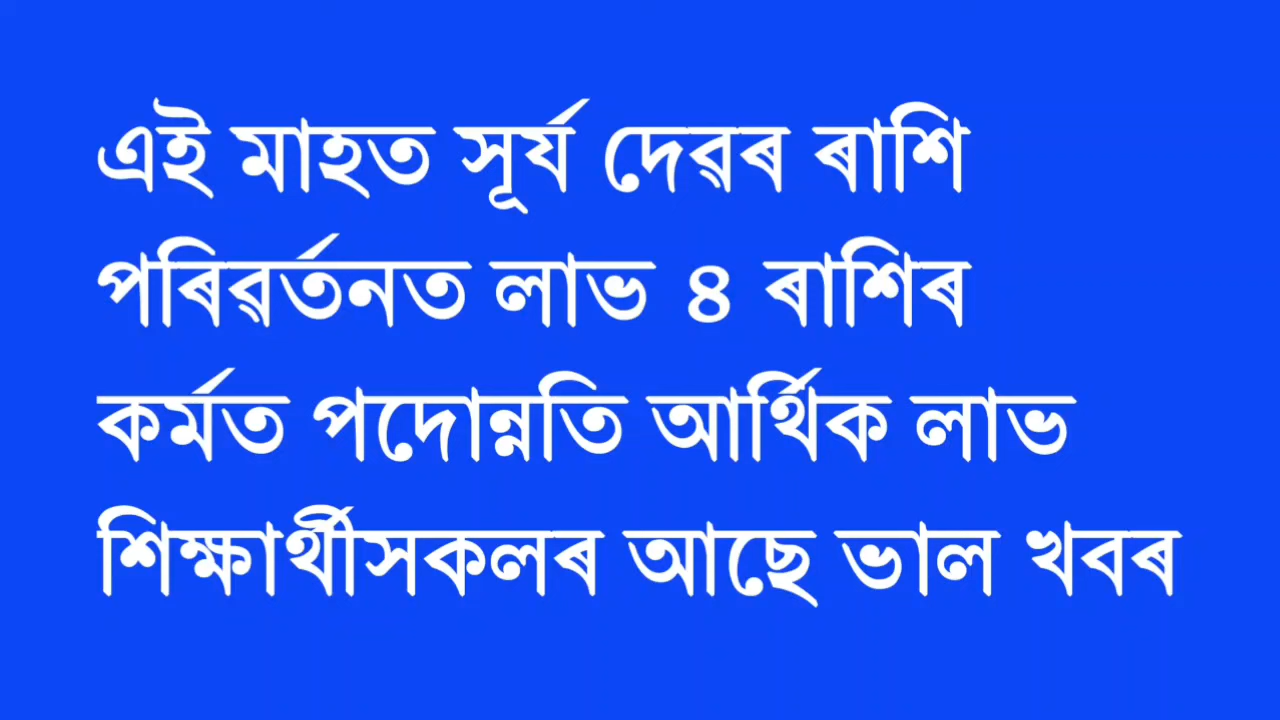 এই মাহত সূৰ্য দেৱৰ ৰাশি
পৰিৱৰ্তনত লাভ ৪ ৰাশিৰ
কৰ্মত পদোন্নতি আৰ্থিক লাভ
শিক্ষাৰ্থীসকলৰ আছে ভাল খবৰ